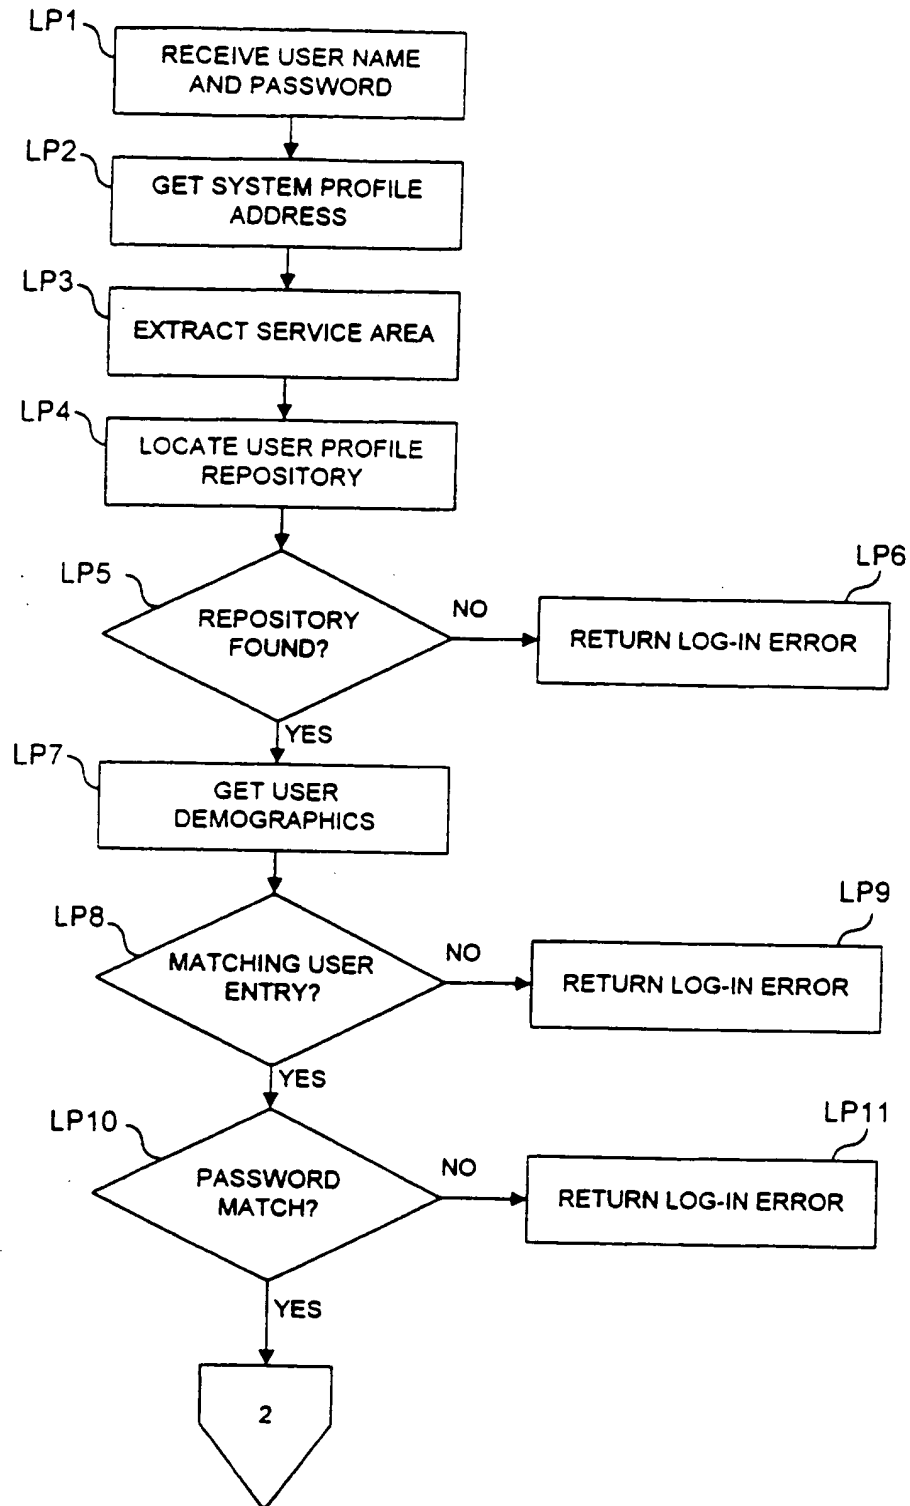 LP1
RECEIVE USER NAME
AND PASSWORD
LP2
GET SYSTEM PROFILE
ADDRESS
LP3
EXTRACT SERVICE AREA
LP4
LOCATE USER PROFILE
REPOSITORY
LP5
REPOSITORY
FOUND?
NO
LP6
RETURN LOG-IN ERROR
YES
LP7
GET USER
DEMOGRAPHICS
LP8
MATCHING USER
ENTRY?
NO
LP9
RETURN LOG-IN ERROR
YES
LP10
PASSWORD
MATCH?
NO
LP11
RETURN LOG-IN ERROR
YES
2